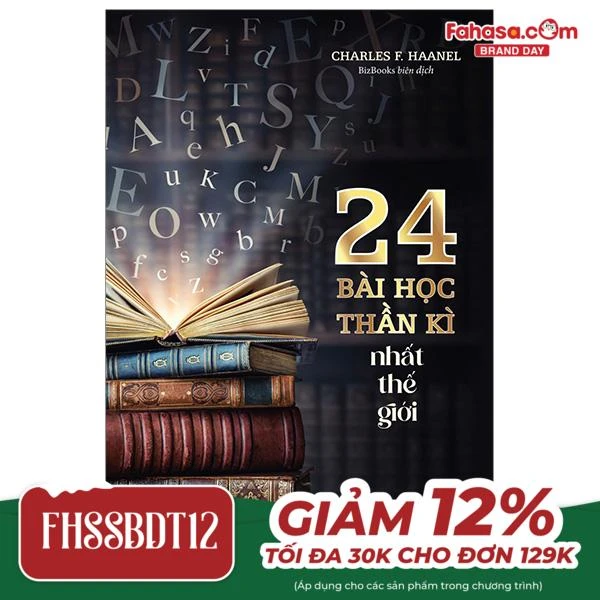 Fahasa.com
BRAND DAY
CHARLES F. HAANEL
BizBooks biên dịch
24
BÀI HỌC
THẦN KÌ
nhất
thế
giới
FHSSBDT12
GIẢM 12%
TỐI ĐA 30K CHO ĐƠN 129K
(Áp dụng cho các sản phẩm trong chương trình)